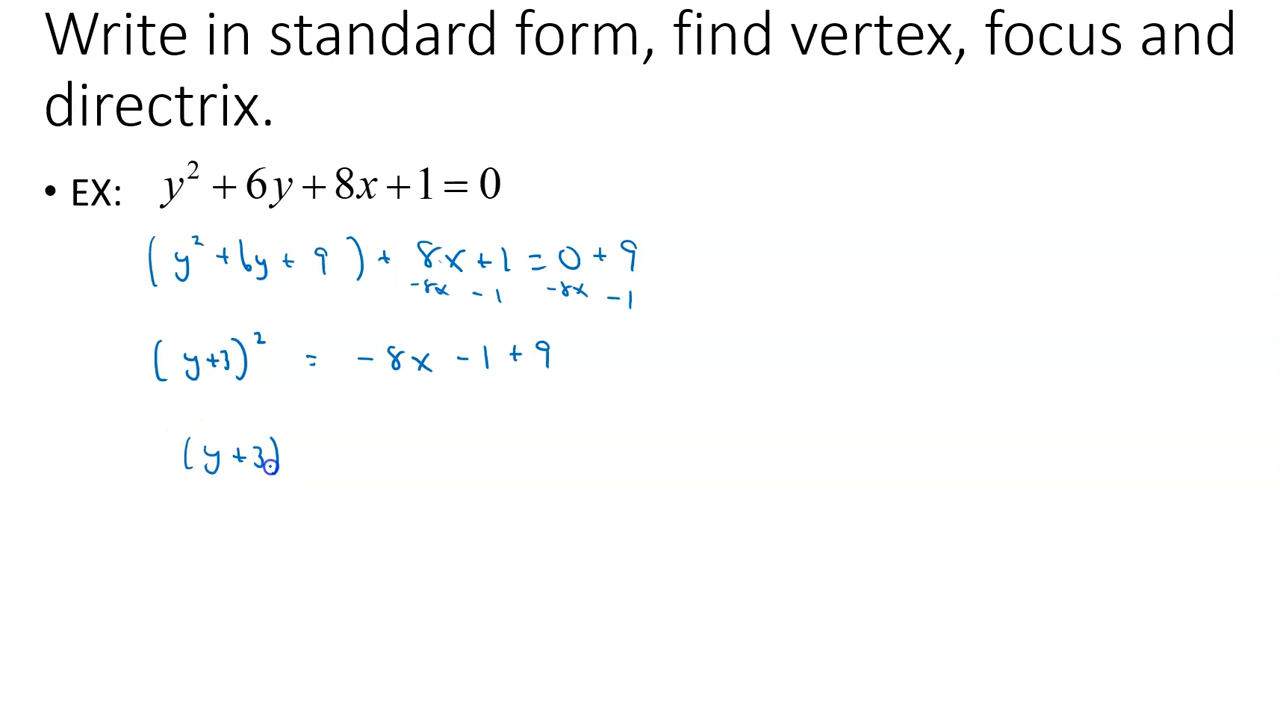 Write in standard form, find vertex, focus and
directrix.
• EX: y² + 6y + 8x + 1 = 0
(y² + 6y + 9) + 8x + 1 = 0 + 9
-8x - 1 -8x - 1
(y+3)² = -8x - 1 + 9
(y+3)